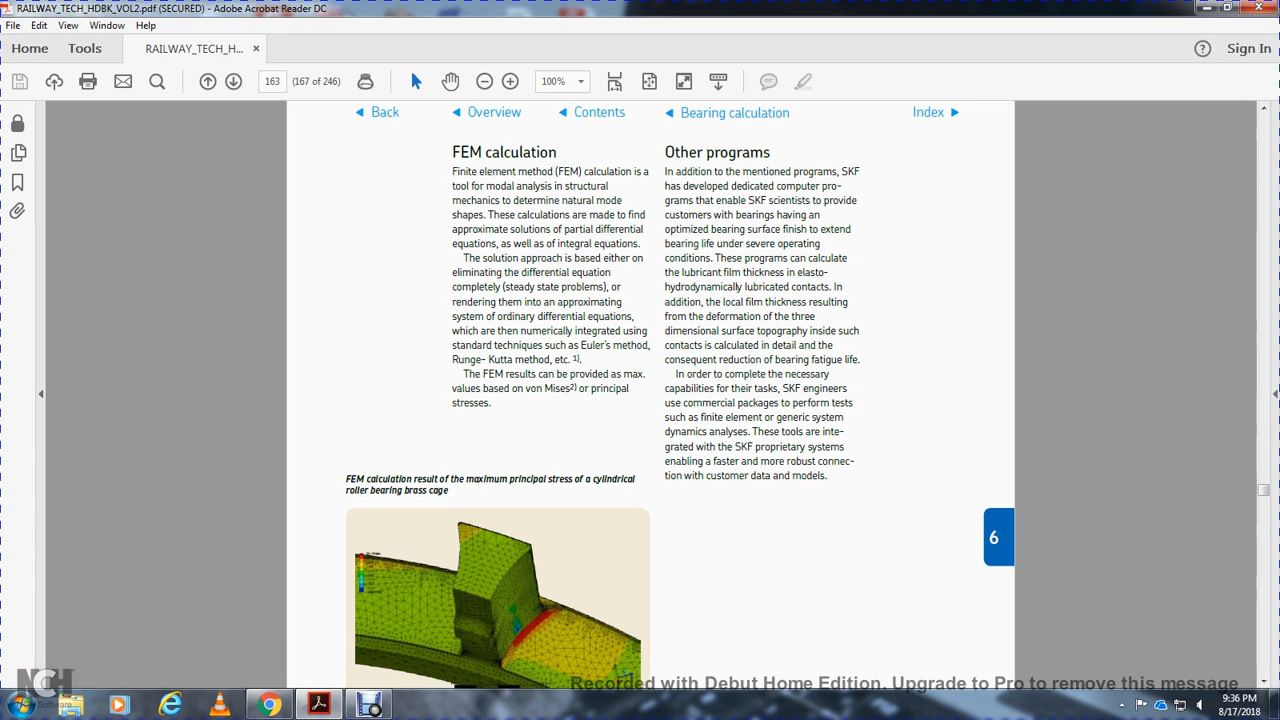 RAILWAY_TECH_HDBK_VOL2.pdf (SECURED) - Adobe Acrobat Reader DC
File Edit View Window Help
Home Tools RAILWAY_TECH_H... × Sign In
163 (167 of 246) 100%
Back Overview Contents Bearing calculation Index
FEM calculation
Finite element method (FEM) calculation is a
tool for modal analysis in structural
mechanics to determine natural mode
shapes. These calculations are made to find
approximate solutions of partial differential
equations, as well as of integral equations.
The solution approach is based either on
eliminating the differential equation
completely (steady state problems), or
rendering them into an approximating
system of ordinary differential equations,
which are then numerically integrated using
standard techniques such as Euler's method,
Runge- Kutta method, etc. 1).
The FEM results can be provided as max.
values based on von Mises2) or principal
stresses.
Other programs
In addition to the mentioned programs, SKF
has developed dedicated computer pro-
grams that enable SKF scientists to provide
customers with bearings having an
optimized bearing surface finish to extend
bearing life under severe operating
conditions. These programs can calculate
the lubricant film thickness in elasto-
hydrodynamically lubricated contacts. In
addition, the local film thickness resulting
from the deformation of the three
dimensional surface topography inside such
contacts is calculated in detail and the
consequent reduction of bearing fatigue life.
In order to complete the necessary
capabilities for their tasks, SKF engineers
use commercial packages to perform tests
such as finite element or generic system
dynamics analyses. These tools are inte-
grated with the SKF proprietary systems
enabling a faster and more robust connec-
tion with customer data and models.
FEM calculation result of the maximum principal stress of a cylindrical
roller bearing brass cage
6
NCH
Software
Recorded with Debut Home Edition. Upgrade to Pro to remove this message
9:36 PM
8/17/2018